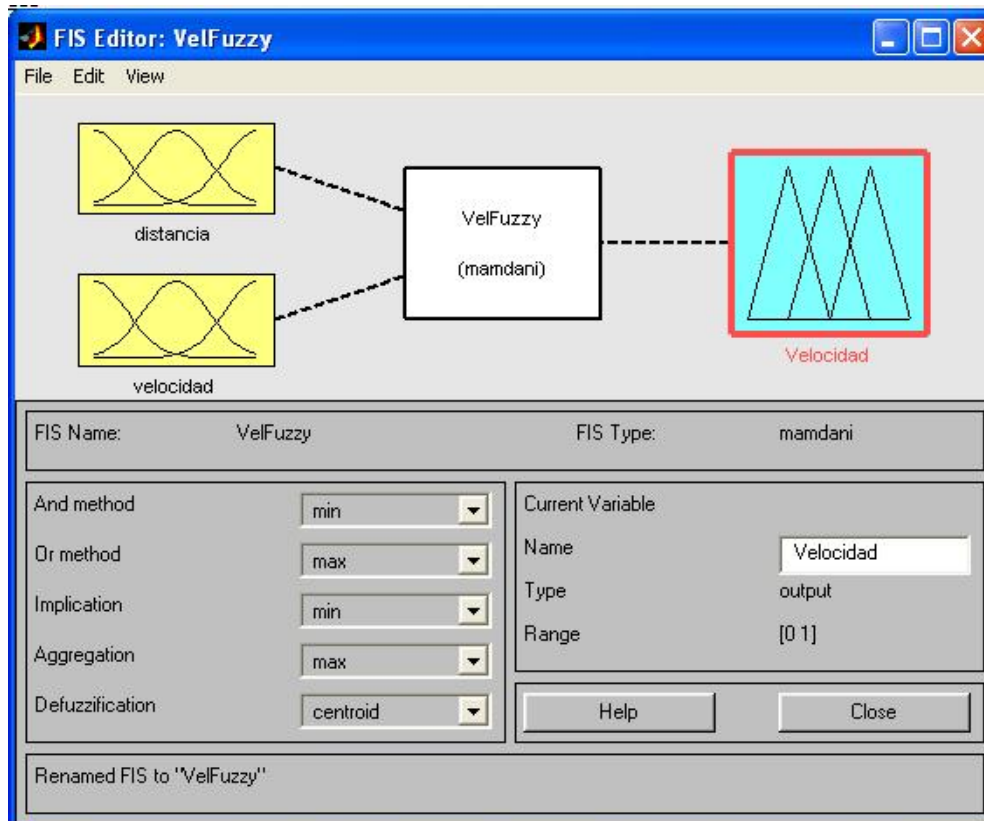 FIS Editor: VelFuzzy
File Edit View
distancia
velocidad
VelFuzzy
(mamdani)
Velocidad
FIS Name: VelFuzzy FIS Type: mamdani
And method min
Or method max
Implication min
Aggregation max
Defuzzification centroid
Current Variable
Name Velocidad
Type output
Range [0 1]
Help Close
Renamed FIS to "VelFuzzy"